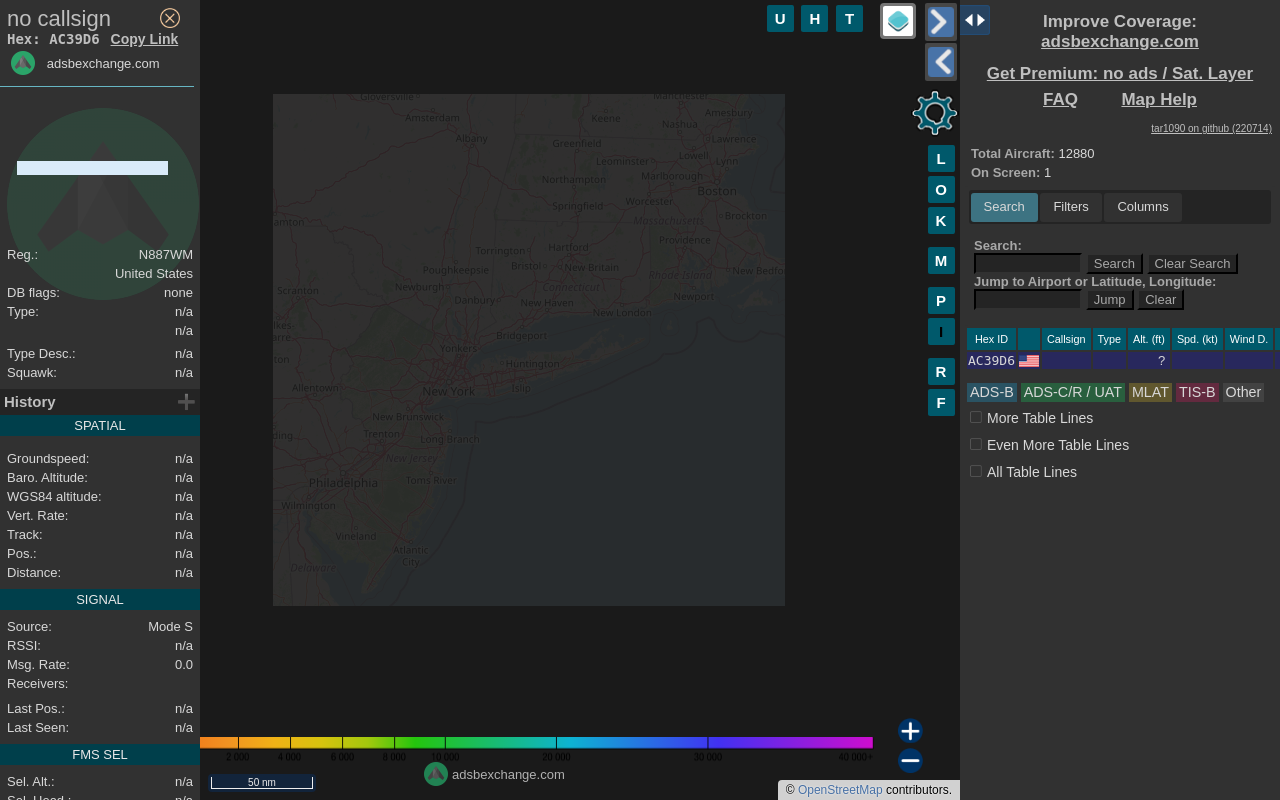 no callsign
Hex: AC39D6 Copy Link
adsbexchange.com
Reg.: N887WM
United States
DB flags: none
Type: n/a
n/a
Type Desc.: n/a
Squawk: n/a
History
SPATIAL
Groundspeed: n/a
Baro. Altitude: n/a
WGS84 altitude: n/a
Vert. Rate: n/a
Track: n/a
Pos.: n/a
Distance: n/a
SIGNAL
Source: Mode S
RSSI: n/a
Msg. Rate: 0.0
Receivers:
Last Pos.: n/a
Last Seen: n/a
FMS SEL
Sel. Alt.: n/a
U H T
L
O
K
M
P
I
R
F
Gloversville
Manchester
Amsterdam
Keene
Amesbury
Nashua
Albany
Greenfield
Lawrence
Leominster
Lowell
Lynn
Northampton
Marlborough
Boston
Springfield
Worcester
Massachusetts
Brockton
Torrington
Hartford
Providence
Poughkeepsie
Bristol
New Britain
Rhode Island
New Bedfo
Scranton
Newburgh
Connecticut
Danbury
New Haven
New London
Newport
Bridgeport
Yonkers
Huntington
Allentown
New York
Islip
New Brunswick
Trenton
Long Branch
New Jersey
Philadelphia
Toms River
Wilmington
Vineland
Atlantic
City
Delaware
2 000 4 000 6 000 8 000 10 000 20 000 30 000 40 000+
adsbexchange.com
50 nm
© OpenStreetMap contributors.
Improve Coverage:
adsbexchange.com
Get Premium: no ads / Sat. Layer
FAQ Map Help
tar1090 on github (220714)
Total Aircraft: 12880
On Screen: 1
Search Filters Columns
Search:
Search Clear Search
Jump to Airport or Latitude, Longitude:
Jump Clear
Hex ID Callsign Type Alt. (ft) Spd. (kt) Wind D.
AC39D6 ?
ADS-B ADS-C/R / UAT MLAT TIS-B Other
More Table Lines
Even More Table Lines
All Table Lines